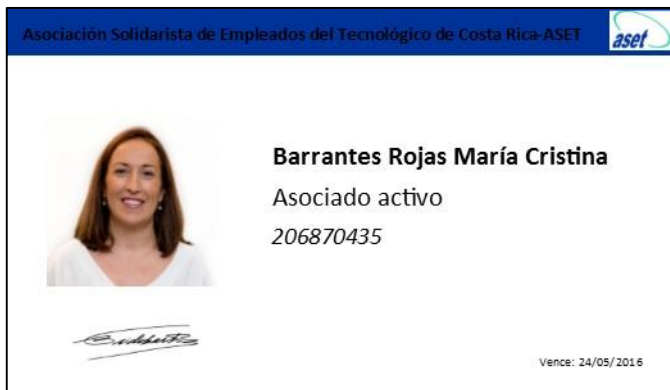 Asociación Solidarista de Empleados del Tecnológico de Costa Rica-ASET
aset
Barrantes Rojas María Cristina
Asociado activo
206870435
Vence: 24/05/2016